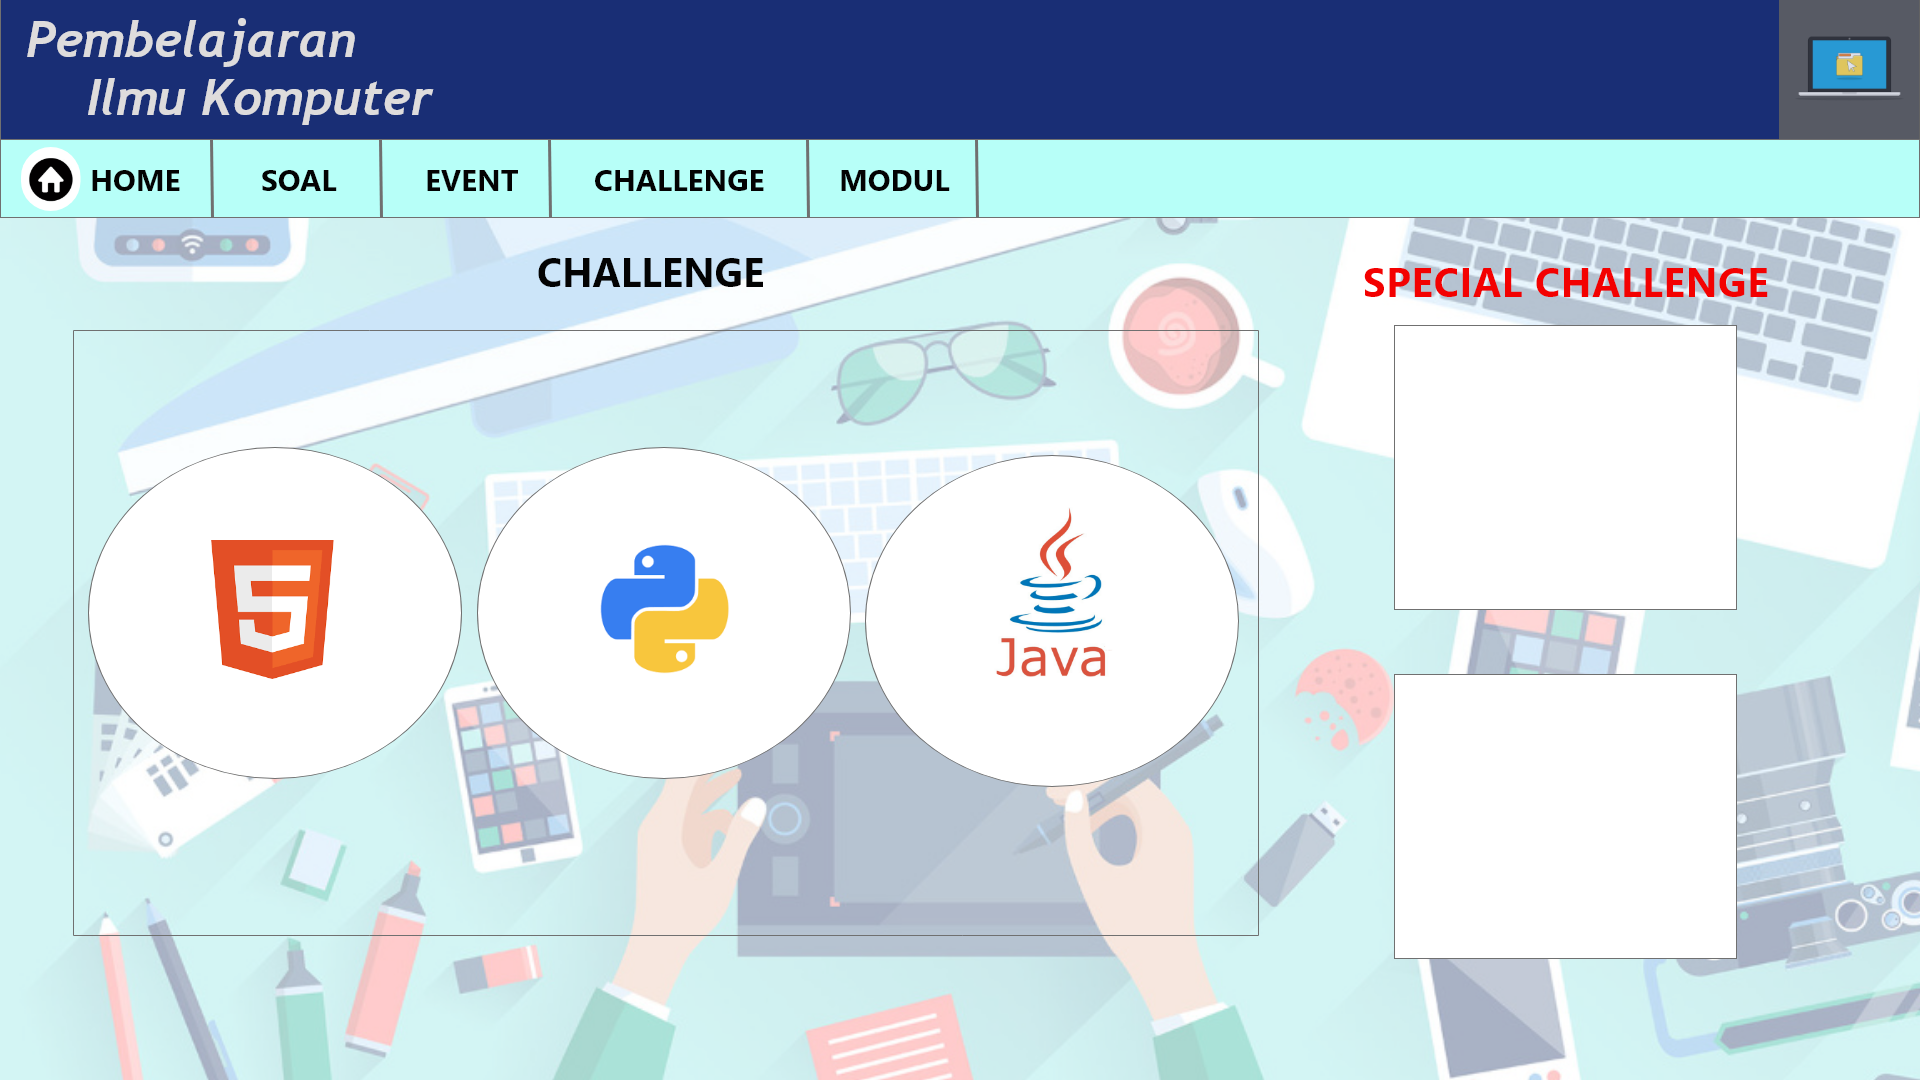 Pembelajaran
Ilmu Komputer
HOME
SOAL
EVENT
CHALLENGE
MODUL
CHALLENGE
SPECIAL CHALLENGE
5
Java